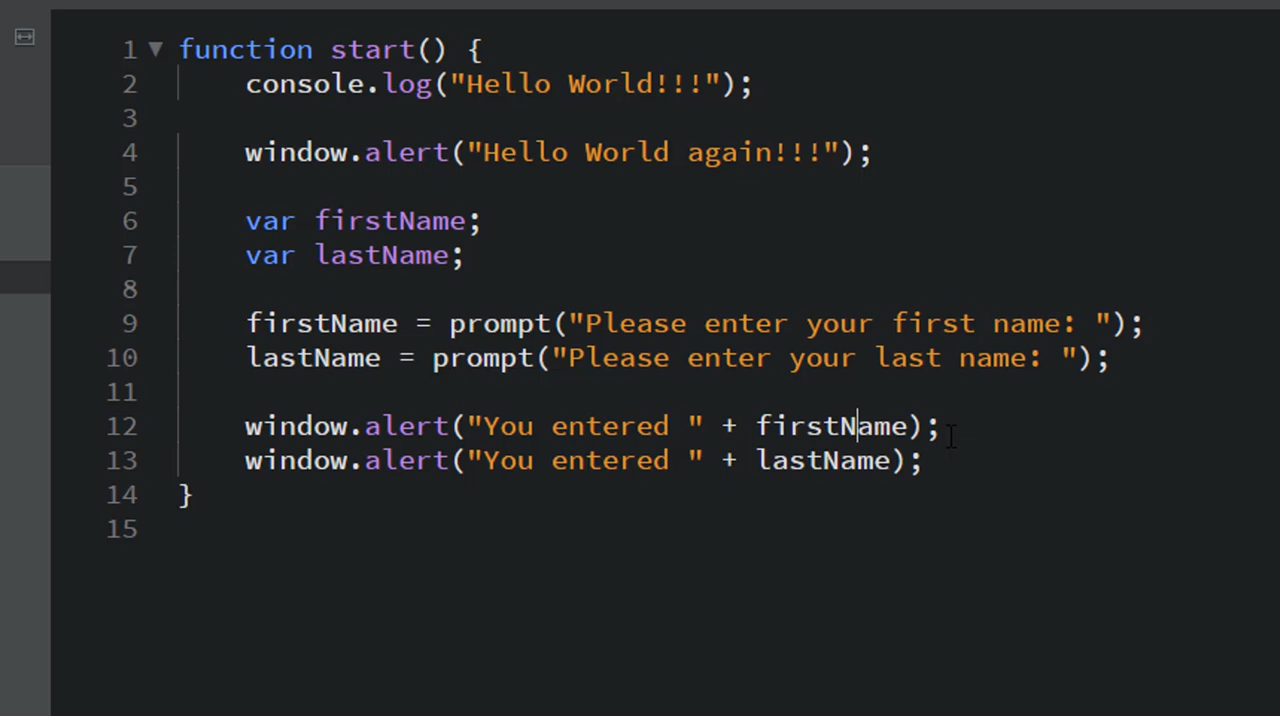 1 function start() {
2 console.log("Hello World!!!");
3
4 window.alert("Hello World again!!!");
5
6 var firstName;
7 var lastName;
8
9 firstName = prompt("Please enter your first name: ");
10 lastName = prompt("Please enter your last name: ");
11
12 window.alert("You entered " + firstName);
13 window.alert("You entered " + lastName);
14 }
15